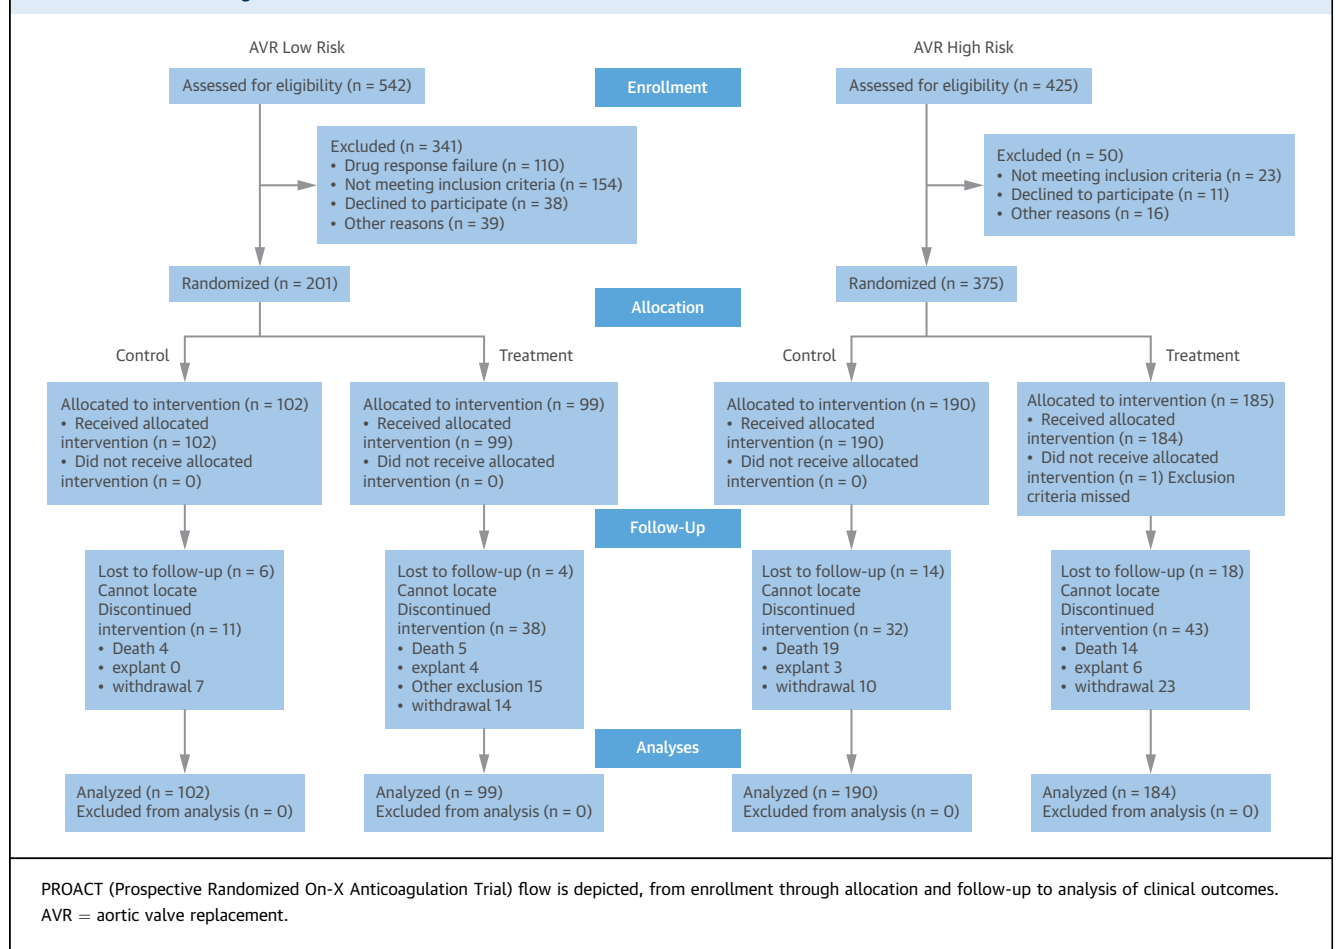 AVR Low Risk
Assessed for eligibility (n = 542)
Excluded (n = 341)
• Drug response failure (n = 110)
• Not meeting inclusion criteria (n = 154)
• Declined to participate (n = 38)
• Other reasons (n = 39)
Randomized (n = 201)
Enrollment
AVR High Risk
Assessed for eligibility (n = 425)
Excluded (n = 50)
• Not meeting inclusion criteria (n = 23)
• Declined to participate (n = 11)
• Other reasons (n = 16)
Randomized (n = 375)
Allocation
Control
Allocated to intervention (n = 102)
• Received allocated
intervention (n = 102)
• Did not receive allocated
intervention (n = 0)
Treatment
Allocated to intervention (n = 99)
• Received allocated
intervention (n = 99)
• Did not receive allocated
intervention (n = 0)
Control
Allocated to intervention (n = 190)
• Received allocated
intervention (n = 190)
• Did not receive allocated
intervention (n = 0)
Treatment
Allocated to intervention (n = 185)
• Received allocated
intervention (n = 184)
• Did not receive allocated
intervention (n = 1) Exclusion
criteria missed
Follow-Up
Lost to follow-up (n = 6)
Cannot locate
Discontinued
intervention (n = 11)
• Death 4
• explant 0
• withdrawal 7
Lost to follow-up (n = 4)
Cannot locate
Discontinued
intervention (n = 38)
• Death 5
• explant 4
• Other exclusion 15
• withdrawal 14
Lost to follow-up (n = 14)
Cannot locate
Discontinued
intervention (n = 32)
• Death 19
• explant 3
• withdrawal 10
Lost to follow-up (n = 18)
Cannot locate
Discontinued
intervention (n = 43)
• Death 14
• explant 6
• withdrawal 23
Analyses
Analyzed (n = 102)
Excluded from analysis (n = 0)
Analyzed (n = 99)
Excluded from analysis (n = 0)
Analyzed (n = 190)
Excluded from analysis (n = 0)
Analyzed (n = 184)
Excluded from analysis (n = 0)
PROACT (Prospective Randomized On-X Anticoagulation Trial) flow is depicted, from enrollment through allocation and follow-up to analysis of clinical outcomes.
AVR = aortic valve replacement.